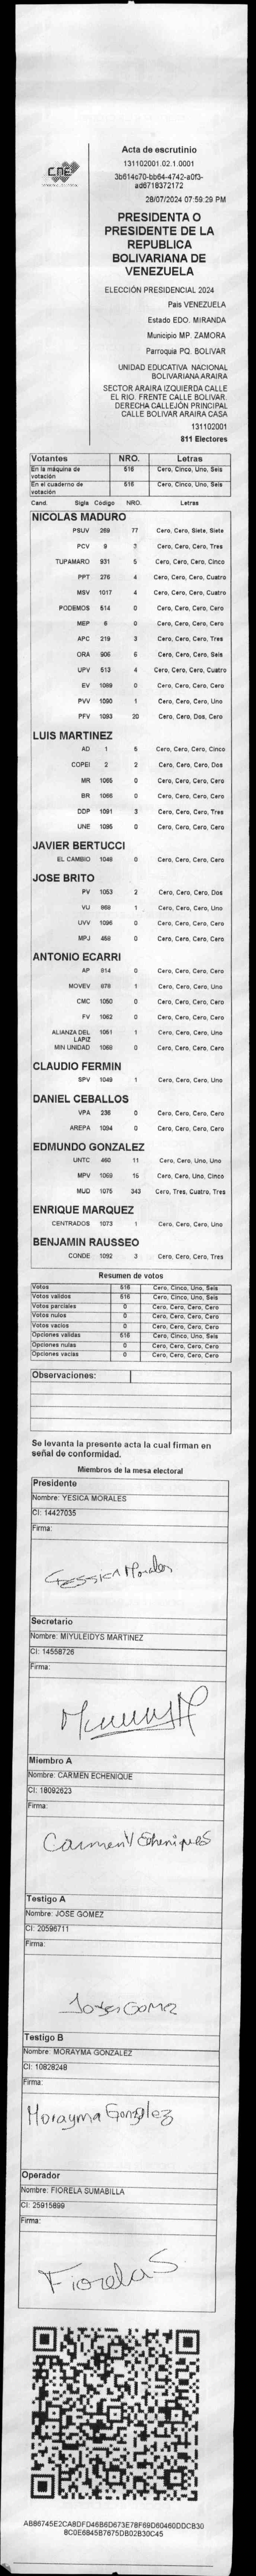 CNE
Acta de escrutinio
131102001.02.1.0001
3b614c70-bb64-4742-a0f3-
ad6718372172
28/07/2024 07:59:29 PM
PRESIDENTA O
PRESIDENTE DE LA
REPUBLICA
BOLIVARIANA DE
VENEZUELA
ELECCIÓN PRESIDENCIAL 2024
Pais VENEZUELA
Estado EDO. MIRANDA
Municipio MP. ZAMORA
Parroquia PQ. BOLIVAR
UNIDAD EDUCATIVA NACIONAL
BOLIVARIANA ARAIRA
SECTOR ARAIRA IZQUIERDA CALLE
EL RIO. FRENTE CALLE BOLIVAR.
DERECHA CALLEJÓN PRINCIPAL
CALLE BOLIVAR ARAIRA CASA
131102001
811 Electores
Votantes NRO. Letras
En la máquina de votación 516 Cero, Cinco, Uno, Seis
En el cuaderno de votación 516 Cero, Cinco, Uno, Seis
Cand. Sigla Codigo NRO. Letras
NICOLAS MADURO
PSUV 269 77 Cero, Cero, Siete, Siete
PCV 9 3 Cero, Cero, Cero, Tres
TUPAMARO 931 5 Cero, Cero, Cero, Cinco
PPT 276 4 Cero, Cero, Cero, Cuatro
MSV 1017 4 Cero, Cero, Cero, Cuatro
PODEMOS 514 0 Cero, Cero, Cero, Cero
MEP 8 0 Cero, Cero, Cero, Cero
APC 219 3 Cero, Cero, Cero, Tres
ORA 906 6 Cero, Cero, Cero, Seis
UPV 513 4 Cero, Cero, Cero, Cuatro
EV 1089 0 Cero, Cero, Cero, Cero
PVV 1090 1 Cero, Cero, Cero, Uno
PFV 1093 20 Cero, Cero, Dos, Cero
LUIS MARTINEZ
AD 1 5 Cero, Cero, Cero, Cinco
COPEI 2 2 Cero, Cero, Cero, Dos
MR 1065 0 Cero, Cero, Cero, Cero
BR 1066 0 Cero, Cero, Cero, Cero
DDP 1091 3 Cero, Cero, Cero, Tres
UNE 1095 0 Cero, Cero, Cero, Cero
JAVIER BERTUCCI
EL CAMBIO 1048 0 Cero, Cero, Cero, Cero
JOSE BRITO
PV 1053 2 Cero, Cero, Cero, Dos
VU 868 1 Cero, Cero, Cero, Uno
UVV 1096 0 Cero, Cero, Cero, Cero
MPJ 458 0 Cero, Cero, Cero, Cero
ANTONIO ECARRI
AP 814 0 Cero, Cero, Cero, Cero
MOVEV 878 1 Cero, Cero, Cero, Uno
CMC 1050 0 Cero, Cero, Cero, Cero
FV 1062 0 Cero, Cero, Cero, Cero
ALIANZA DEL LAPIZ 1051 1 Cero, Cero, Cero, Uno
MIN UNIDAD 1068 0 Cero, Cero, Cero, Cero
CLAUDIO FERMIN
SPV 1049 1 Cero, Cero, Cero, Uno
DANIEL CEBALLOS
VPA 236 0 Cero, Cero, Cero, Cero
AREPA 1094 0 Cero, Cero, Cero, Cero
EDMUNDO GONZALEZ
UNTC 460 11 Cero, Cero, Uno, Uno
MPV 1069 15 Cero, Cero, Uno, Cinco
MUD 1075 343 Cero, Tres, Cuatro, Tres
ENRIQUE MARQUEZ
CENTRADOS 1073 1 Cero, Cero, Cero, Uno
BENJAMIN RAUSSEO
CONDE 1092 3 Cero, Cero, Cero, Tres
Resumen de votos
Votos 516 Cero, Cinco, Uno, Seis
Votos validos 516 Cero, Cinco, Uno, Seis
Votos parciales 0 Cero, Cero, Cero, Cero
Votos nulos 0 Cero, Cero, Cero, Cero
Votos vacios 0 Cero, Cero, Cero, Cero
Opciones validas 516 Cero, Cinco, Uno, Seis
Opciones nulas 0 Cero, Cero, Cero, Cero
Opciones vacias 0 Cero, Cero, Cero, Cero
Observaciones:
Se levanta la presente acta la cual firman en
señal de conformidad.
Miembros de la mesa electoral
Presidente
Nombre: YESICA MORALES
CI: 14427035
Firma:
Yessica Morales
Secretario
Nombre: MIYULEIDYS MARTINEZ
CI: 14558726
Firma:
Miembro A
Nombre: CARMEN ECHENIQUE
CI: 18092623
Firma:
Testigo A
Nombre: JOSE GOMEZ
CI: 20596711
Firma:
Jose Gomez
Testigo B
Nombre: MORAYMA GONZALEZ
CI: 10828248
Firma:
Morayma González
Operador
Nombre: FIORELA SUMABILLA
CI: 25915899
Firma:
Fiorela S
AB86745E2CA8DFD46B6D673E78F69D60460DDCB30
8C0E6845B7675DB02B30C45